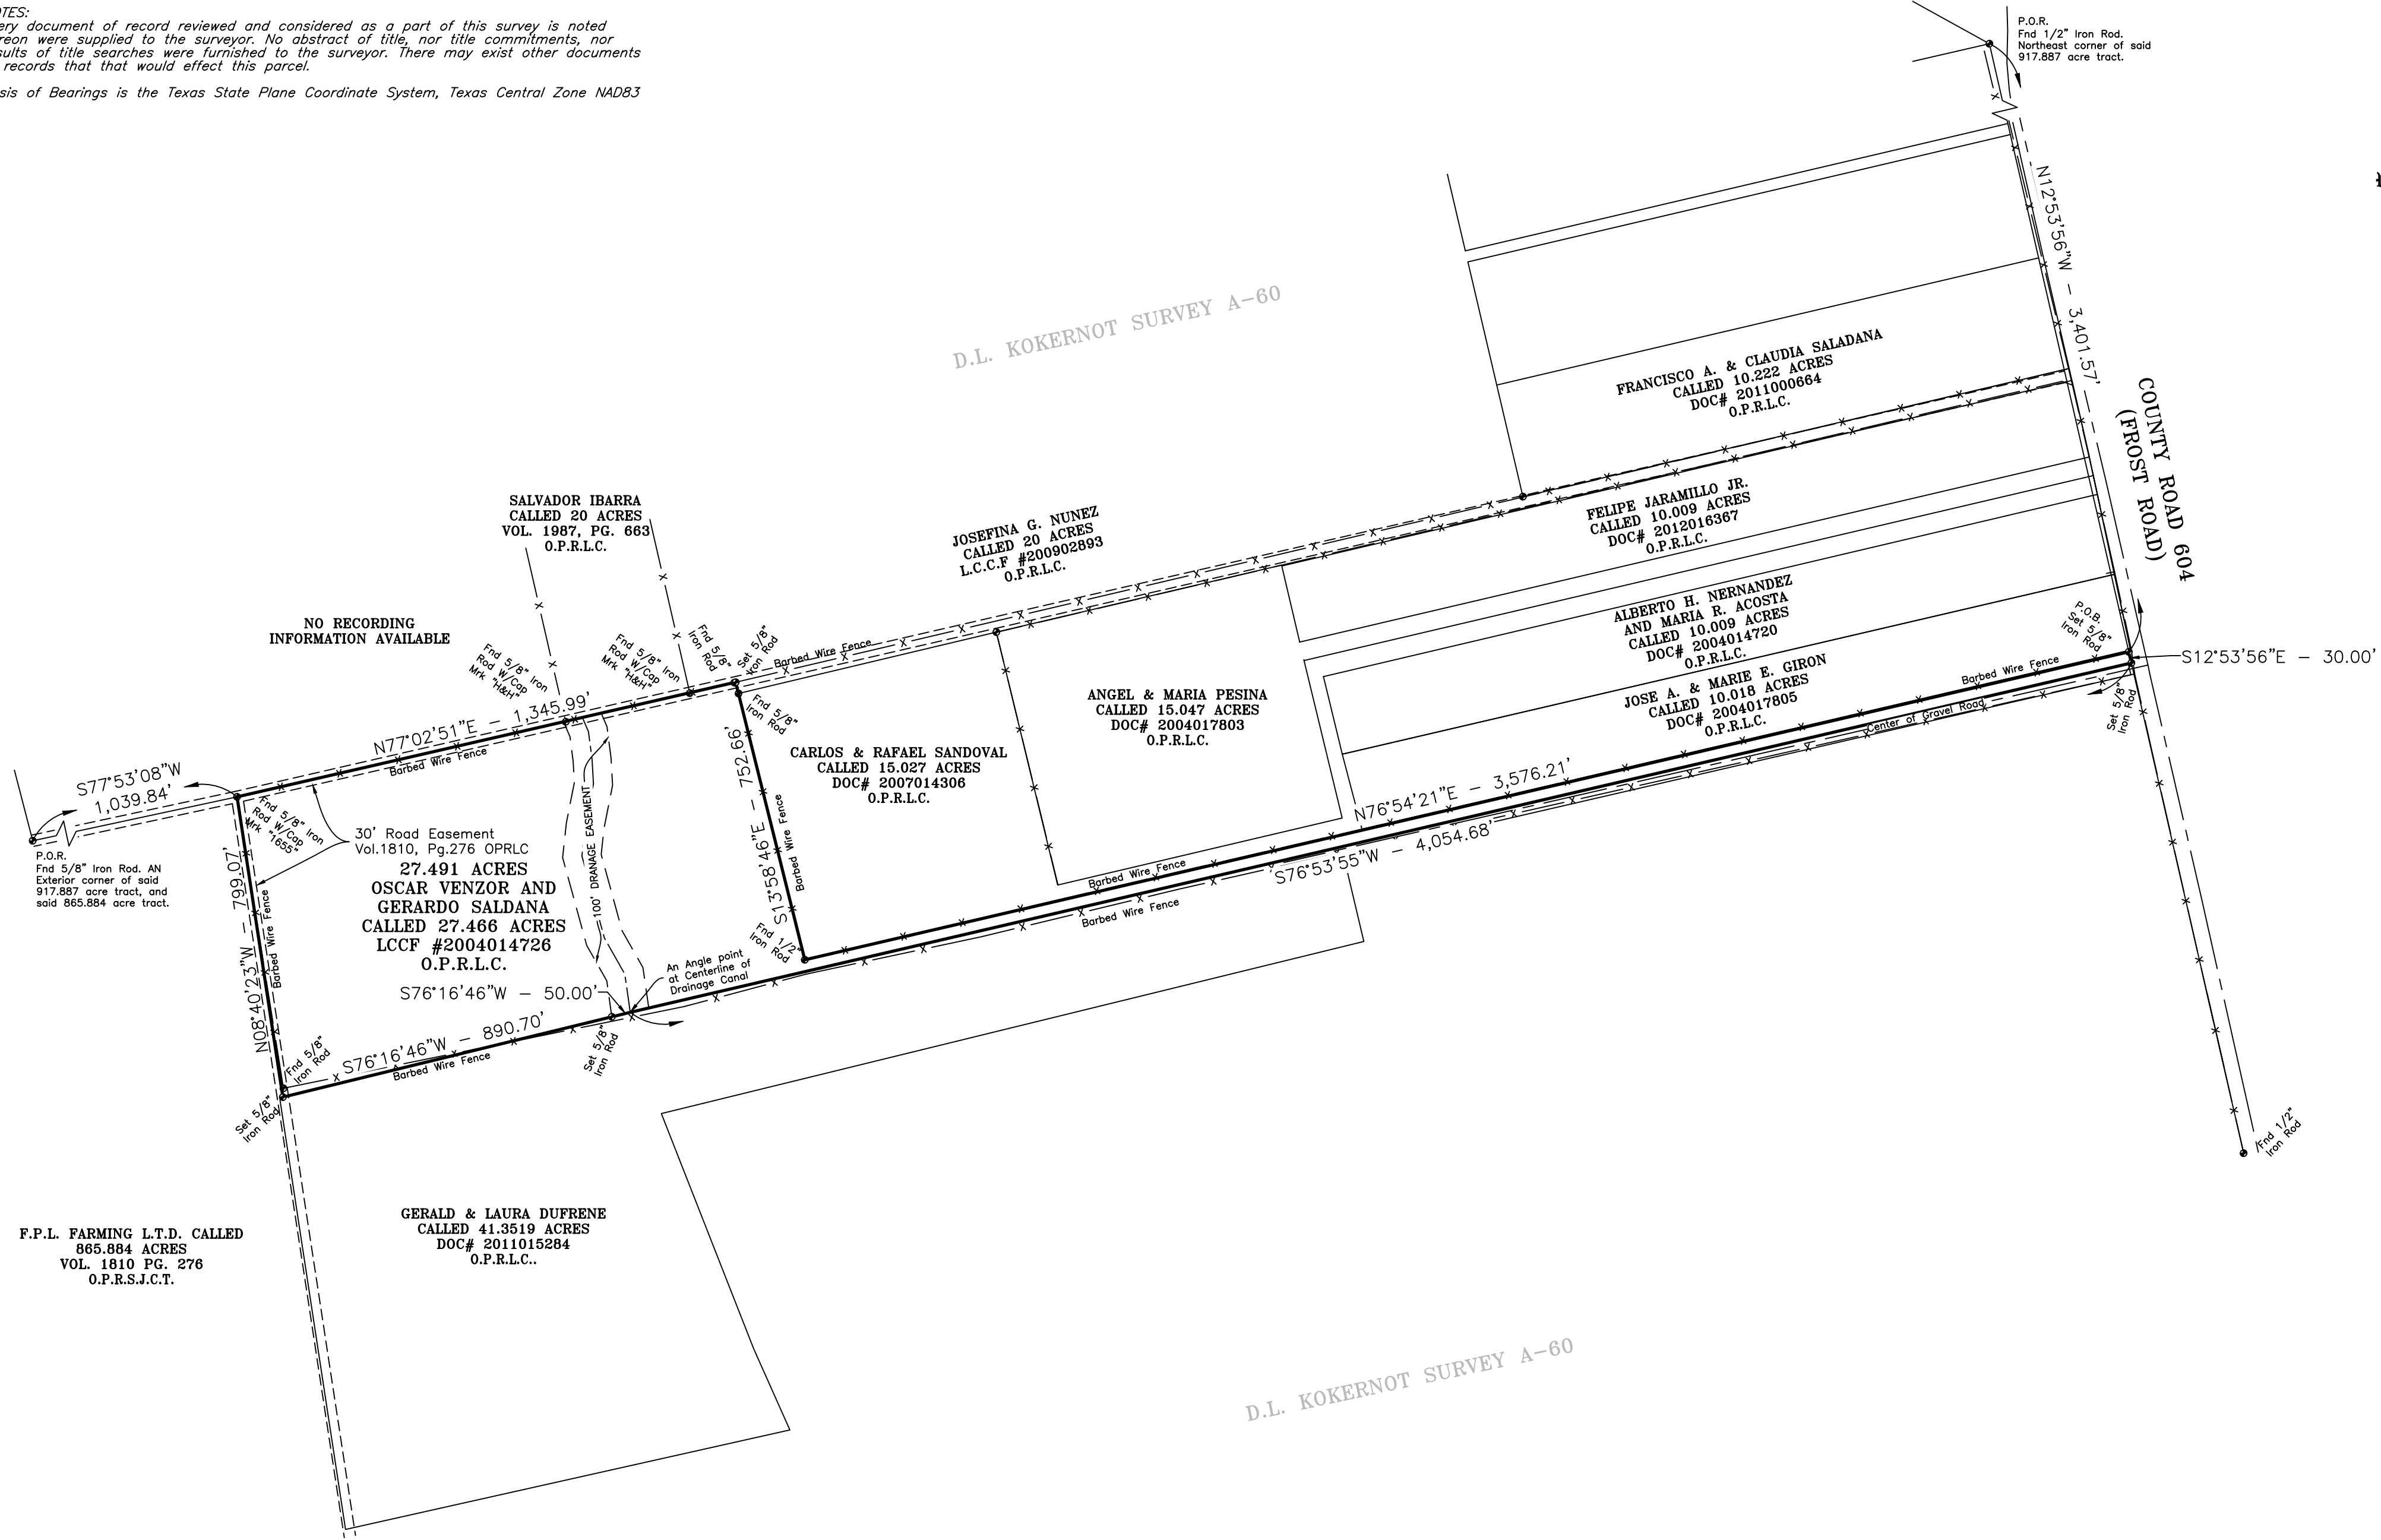 OTES:
ery document of record reviewed and considered as a part of this survey is noted
reon were supplied to the surveyor. No abstract of title, nor title commitments, nor
sults of title searches were furnished to the surveyor. There may exist other documents
records that that would effect this parcel.
sis of Bearings is the Texas State Plane Coordinate System, Texas Central Zone NAD83
P.O.R.
Fnd 1/2" Iron Rod.
Northeast corner of said
917.887 acre tract.
N12°53'56"W - 3,401.57'
D.L. KOKERNOT SURVEY A-60
FRANCISCO A. & CLAUDIA SALADANA
CALLED 10.222 ACRES
DOC# 2011000664
O.P.R.L.C.
COUNTY ROAD 604
(FROST ROAD)
SALVADOR IBARRA
CALLED 20 ACRES
VOL. 1987, PG. 663
O.P.R.L.C.
JOSEFINA G. NUNEZ
CALLED 20 ACRES
L.C.C.F #200902893
O.P.R.L.C.
FELIPE JARAMILLO JR.
CALLED 10.009 ACRES
DOC# 2012016367
O.P.R.L.C.
ALBERTO H. NERNANDEZ
AND MARIA R. ACOSTA
CALLED 10.009 ACRES
DOC# 2004014720
O.P.R.L.C.
P.O.B.
Set 5/8"
Iron Rod
S12°53'56"E - 30.00'
NO RECORDING
INFORMATION AVAILABLE
Fnd 5/8" Iron
Rod W/Cap
Mrk "H&H"
Fnd 5/8" Iron
Rod W/Cap
Mrk "H&H"
Fnd 5/8"
Iron Rod
Set 5/8"
Iron Rod
Barbed Wire Fence
JOSE A. & MARIE E. GIRON
CALLED 10.018 ACRES
DOC# 2004017805
O.P.R.L.C.
Barbed Wire Fence
Set 5/8"
Iron Rod
Center of Gravel Road
ANGEL & MARIA PESINA
CALLED 15.047 ACRES
DOC# 2004017803
O.P.R.L.C.
N77°02'51"E - 1,345.99'
Barbed Wire Fence
Fnd 5/8"
Iron Rod
CARLOS & RAFAEL SANDOVAL
CALLED 15.027 ACRES
DOC# 2007014306
O.P.R.L.C.
S13°58'46"E - 752.66'
Barbed Wire Fence
S77°53'08"W
1,039.84'
P.O.R.
Fnd 5/8" Iron Rod. AN
Exterior corner of said
917.887 acre tract, and
said 865.884 acre tract.
Fnd 5/8" Iron
Rod W/Cap
Mrk "1655"
30' Road Easement
Vol.1810, Pg.276 OPRLC
27.491 ACRES
OSCAR VENZOR AND
GERARDO SALDANA
CALLED 27.466 ACRES
LCCF #2004014726
O.P.R.L.C.
100' DRANAGE EASEMENT
N76°54'21"E - 3,576.21'
S76°53'55"W - 4,054.68'
Barbed Wire Fence
Barbed Wire Fence
N08°40'23"W - 799.07'
Barbed Wire Fence
Fnd 1/2"
Iron Rod
An Angle point
at Centerline of
Drainage Canal
S76°16'46"W - 50.00'
S76°16'46"W - 890.70'
Barbed Wire Fence
Set 5/8"
Iron Rod
Fnd 5/8"
Iron Rod
Set 5/8"
Iron Rod
Fnd 1/2"
Iron Rod
F.P.L. FARMING L.T.D. CALLED
865.884 ACRES
VOL. 1810 PG. 276
O.P.R.S.J.C.T.
GERALD & LAURA DUFRENE
CALLED 41.3519 ACRES
DOC# 2011015284
O.P.R.L.C..
D.L. KOKERNOT SURVEY A-60